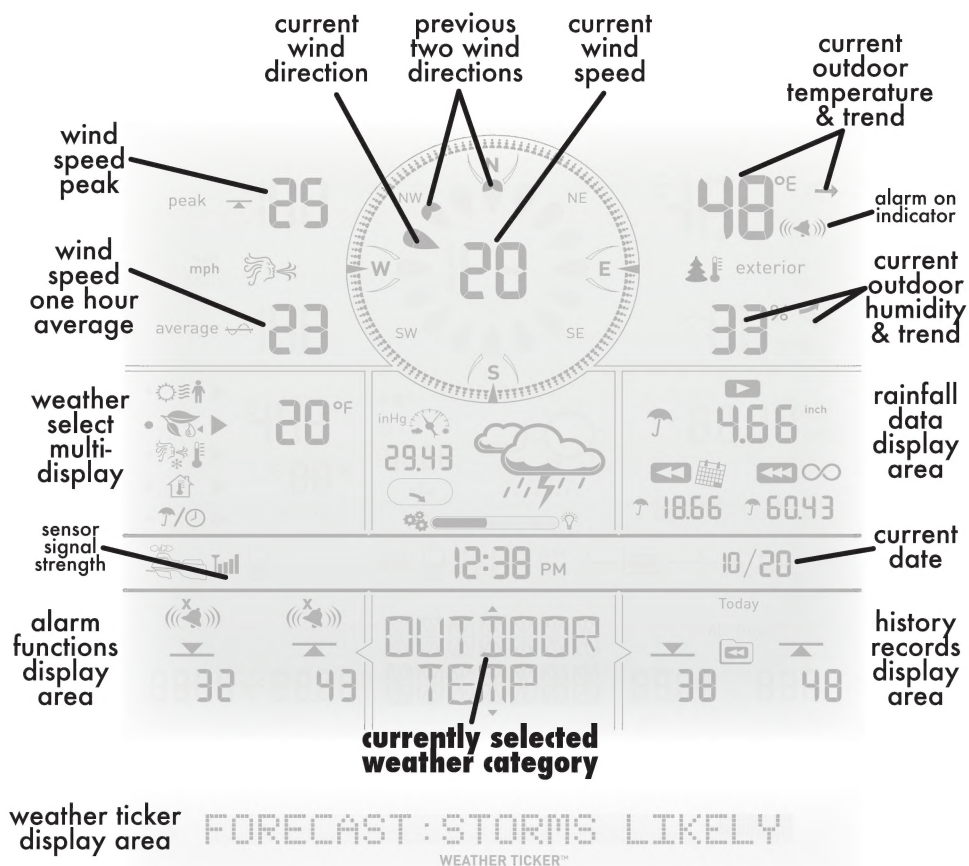 current
wind
direction
previous
two wind
directions
current
wind
speed
current
outdoor
temperature
& trend
wind
speed
peak
peak
25
N
NW
NE
48 °F
alarm on
indicator
wind
speed
one hour
average
mph
W
20
E
exterior
current
outdoor
humidity
& trend
average
23
SW
SE
S
33 %
weather
select
multi-
display
20 °F
inHg
29.43
4.66 inch
18.66
60.43
rainfall
data
display
area
sensor
signal
strength
12:38 PM
10/20
current
date
alarm
functions
display
area
x
x
32
43
OUTDOOR
TEMP
Today
38
48
history
records
display
area
currently selected
weather category
weather ticker
display area
FORECAST:STORMS LIKELY
WEATHER TICKER™